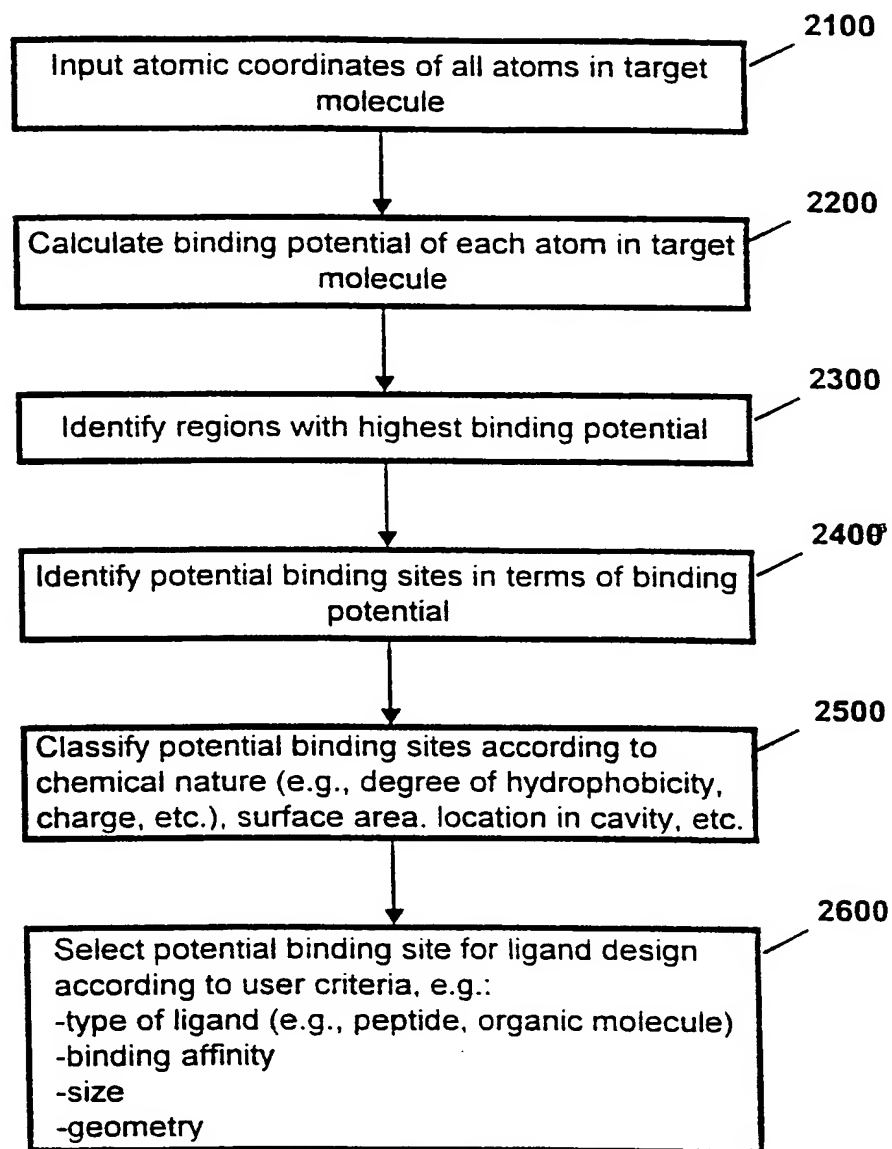 2100
Input atomic coordinates of all atoms in target
molecule
2200
Calculate binding potential of each atom in target
molecule
2300
Identify regions with highest binding potential
2400
Identify potential binding sites in terms of binding
potential
2500
Classify potential binding sites according to
chemical nature (e.g., degree of hydrophobicity,
charge, etc.), surface area. location in cavity, etc.
2600
Select potential binding site for ligand design
according to user criteria, e.g.:
-type of ligand (e.g., peptide, organic molecule)
-binding affinity
-size
-geometry